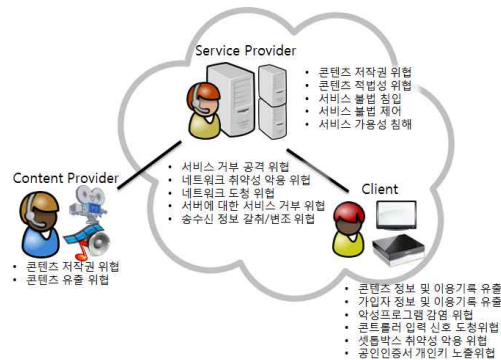 Service Provider
• 콘텐츠 저작권 위협
• 콘텐츠 적법성 위협
• 서비스 불법 침입
• 서비스 불법 제어
• 서비스 가용성 침해
• 서비스 거부 공격 위협
• 네트워크 취약성 악용 위협
• 네트워크 도청 위협
• 서버에 대한 서비스 거부 위협
• 송수신 정보 갈취/변조 위협
Content Provider
• 콘텐츠 저작권 위협
• 콘텐츠 유출 위협
Client
• 콘텐츠 정보 및 이용기록 유출
• 가입자 정보 및 이용기록 유출
• 악성프로그램 감염 위협
• 콘트롤러 입력 신호 도청위협
• 셋톱박스 취약성 악용 위협
• 공인인증서 개인키 노출위협